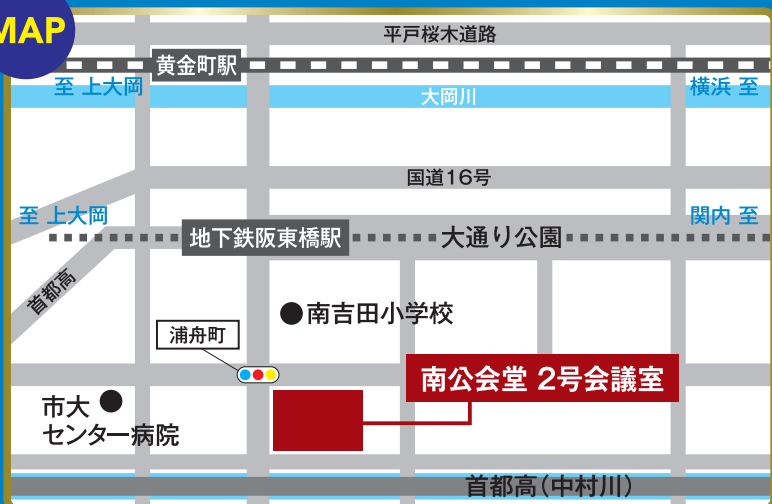 MAP
平戸桜木道路
黄金町駅
至 上大岡
横浜 至
大岡川
国道16号
至 上大岡
関内 至
地下鉄阪東橋駅
大通り公園
首都高
南吉田小学校
浦舟町
南公会堂 2号会議室
市大
センター病院
首都高(中村川)